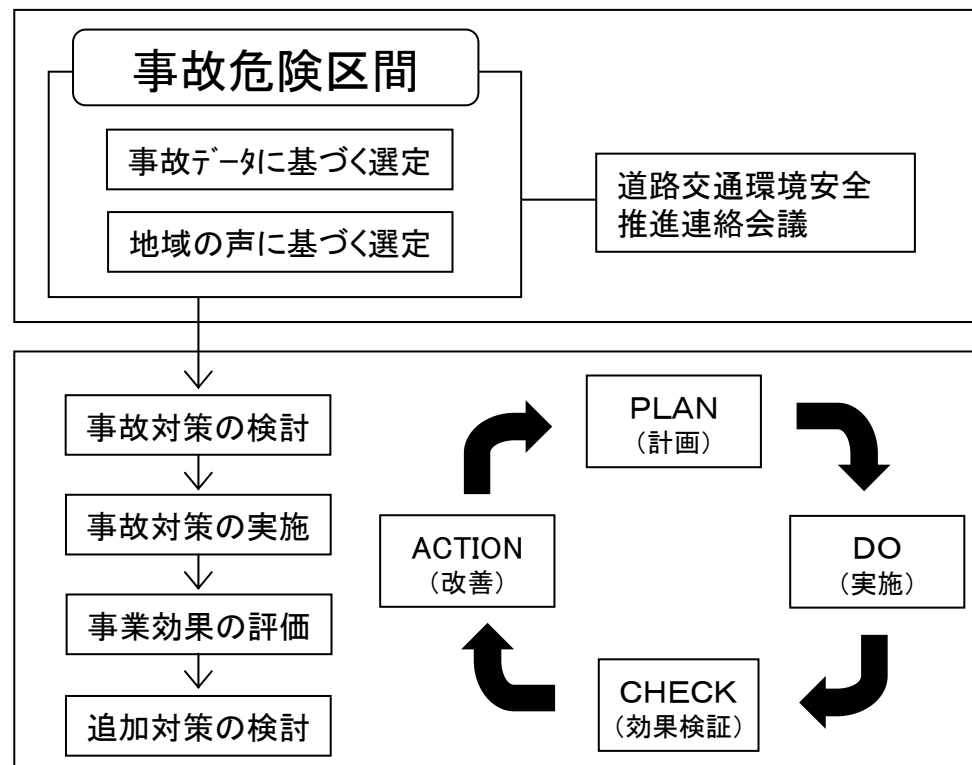 事故危険区間
事故ﾃﾞｰﾀに基づく選定
地域の声に基づく選定
道路交通環境安全
推進連絡会議
事故対策の検討
事故対策の実施
事業効果の評価
追加対策の検討
PLAN
（計画）
ACTION
（改善）
DO
（実施）
CHECK
（効果検証）